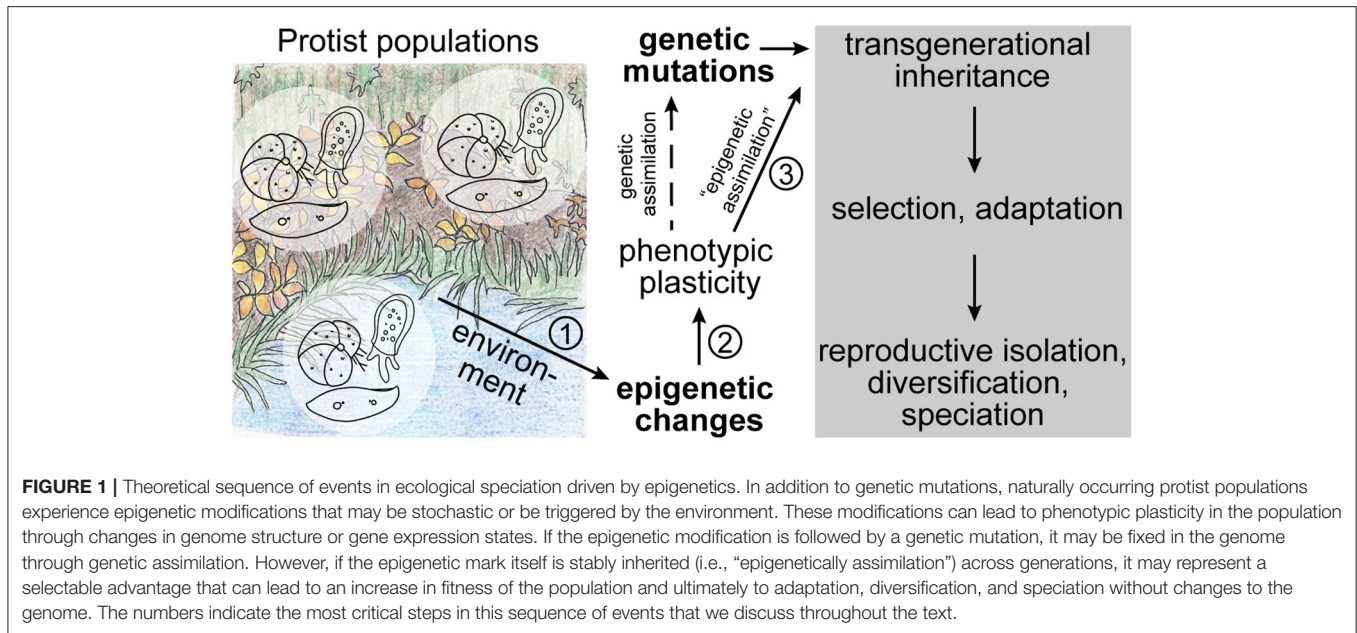 Protist populations
genetic
mutations
transgenerational
inheritance
genetic
assimilation
“epigenetic
assimilation”
3
selection, adaptation
phenotypic
plasticity
1
environ-
ment
2
epigenetic
changes
reproductive isolation,
diversification,
speciation
FIGURE 1 | Theoretical sequence of events in ecological speciation driven by epigenetics. In addition to genetic mutations, naturally occurring protist populations
experience epigenetic modifications that may be stochastic or be triggered by the environment. These modifications can lead to phenotypic plasticity in the population
through changes in genome structure or gene expression states. If the epigenetic modification is followed by a genetic mutation, it may be fixed in the genome
through genetic assimilation. However, if the epigenetic mark itself is stably inherited (i.e., “epigenetically assimilation”) across generations, it may represent a
selectable advantage that can lead to an increase in fitness of the population and ultimately to adaptation, diversification, and speciation without changes to the
genome. The numbers indicate the most critical steps in this sequence of events that we discuss throughout the text.